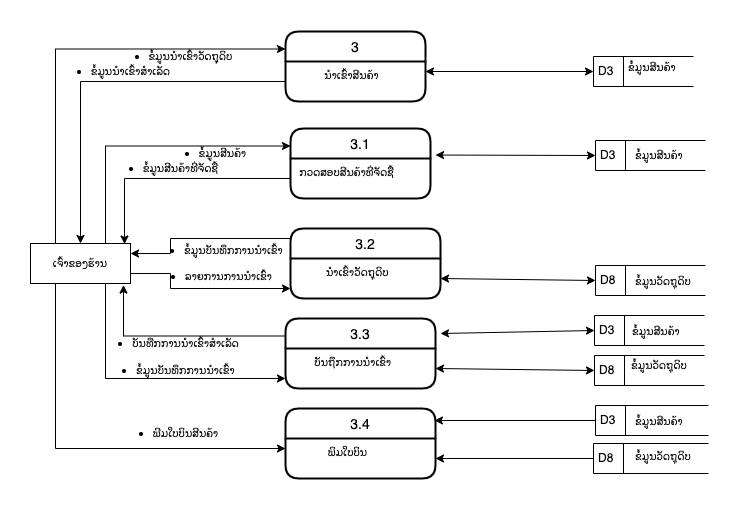 3
ຂໍ້ມູນນຳເຂົ້າວັດຖຸດິບ
ຂໍ້ມູນນຳເຂົ້າສຳເລັດ
ນຳເຂົ້າສິນຄ້າ
D3 ຂໍ້ມູນສິນຄ້າ
3.1
ຂໍ້ມູນສິນຄ້າ
ຂໍ້ມູນສິນຄ້າທີ່ຈັດຊື້
ກວດສອບສິນຄ້າທີ່ຈັດຊື້
D3 ຂໍ້ມູນສິນຄ້າ
ເຈົ້າຂອງຮ້ານ
3.2
ຂໍ້ມູນບັນທຶກການນຳເຂົ້າ
ລາຍການການນຳເຂົ້າ
ນຳເຂົ້າວັດຖຸດິບ
D8 ຂໍ້ມູນວັດຖຸດິບ
3.3
ບັນທຶກການນຳເຂົ້າສຳເລັດ
ຂໍ້ມູນບັນທຶກການນຳເຂົ້າ
ບັນຖຶກການນຳເຂົ້າ
D3 ຂໍ້ມູນສິນຄ້າ
D8 ຂໍ້ມູນວັດຖຸດິບ
3.4
ພິມໃບບິນສິນຄ້າ
ພິມໃບບິນ
D3 ຂໍ້ມູນສິນຄ້າ
D8 ຂໍ້ມູນວັດຖຸດິບ